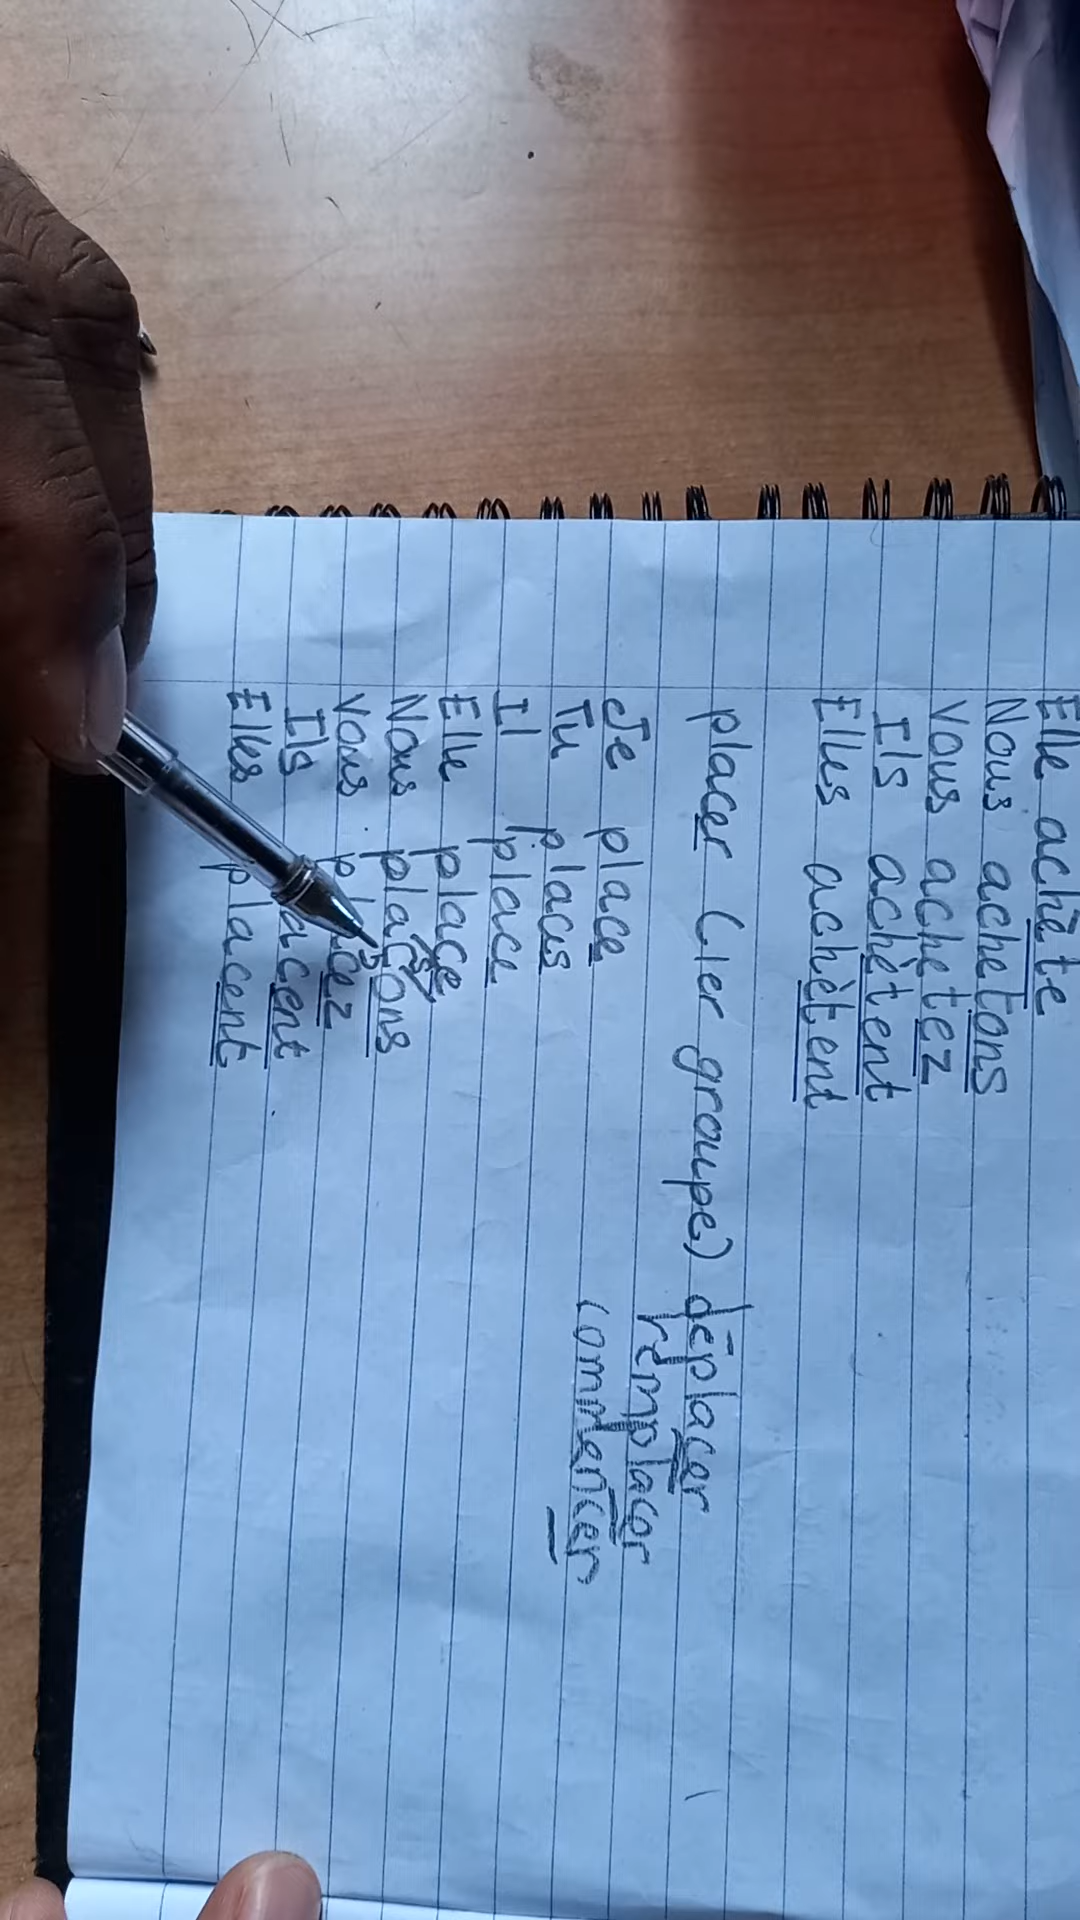 Elle achète
Nous achetons
Vous achetez
Ils achètent
Elles achètent
placer (1er groupe) déplacer
remplacer
commencer
Je place
Tu places
Il place
Elle place
Nous plaçons
Vous placez
Ils placent
Elles placent